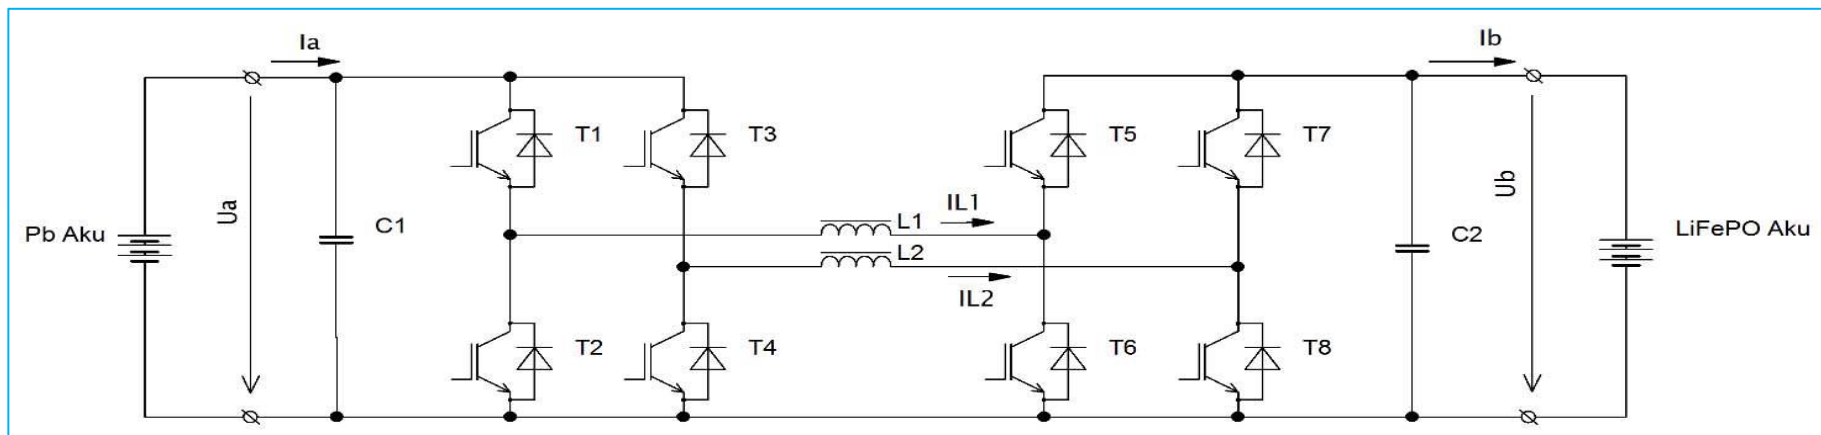 Ia
Ib
T1
T3
T5
T7
Ua
Ub
C1
IL1
L1
Pb Aku
C2
LiFePO Aku
L2
IL2
T2
T4
T6
T8